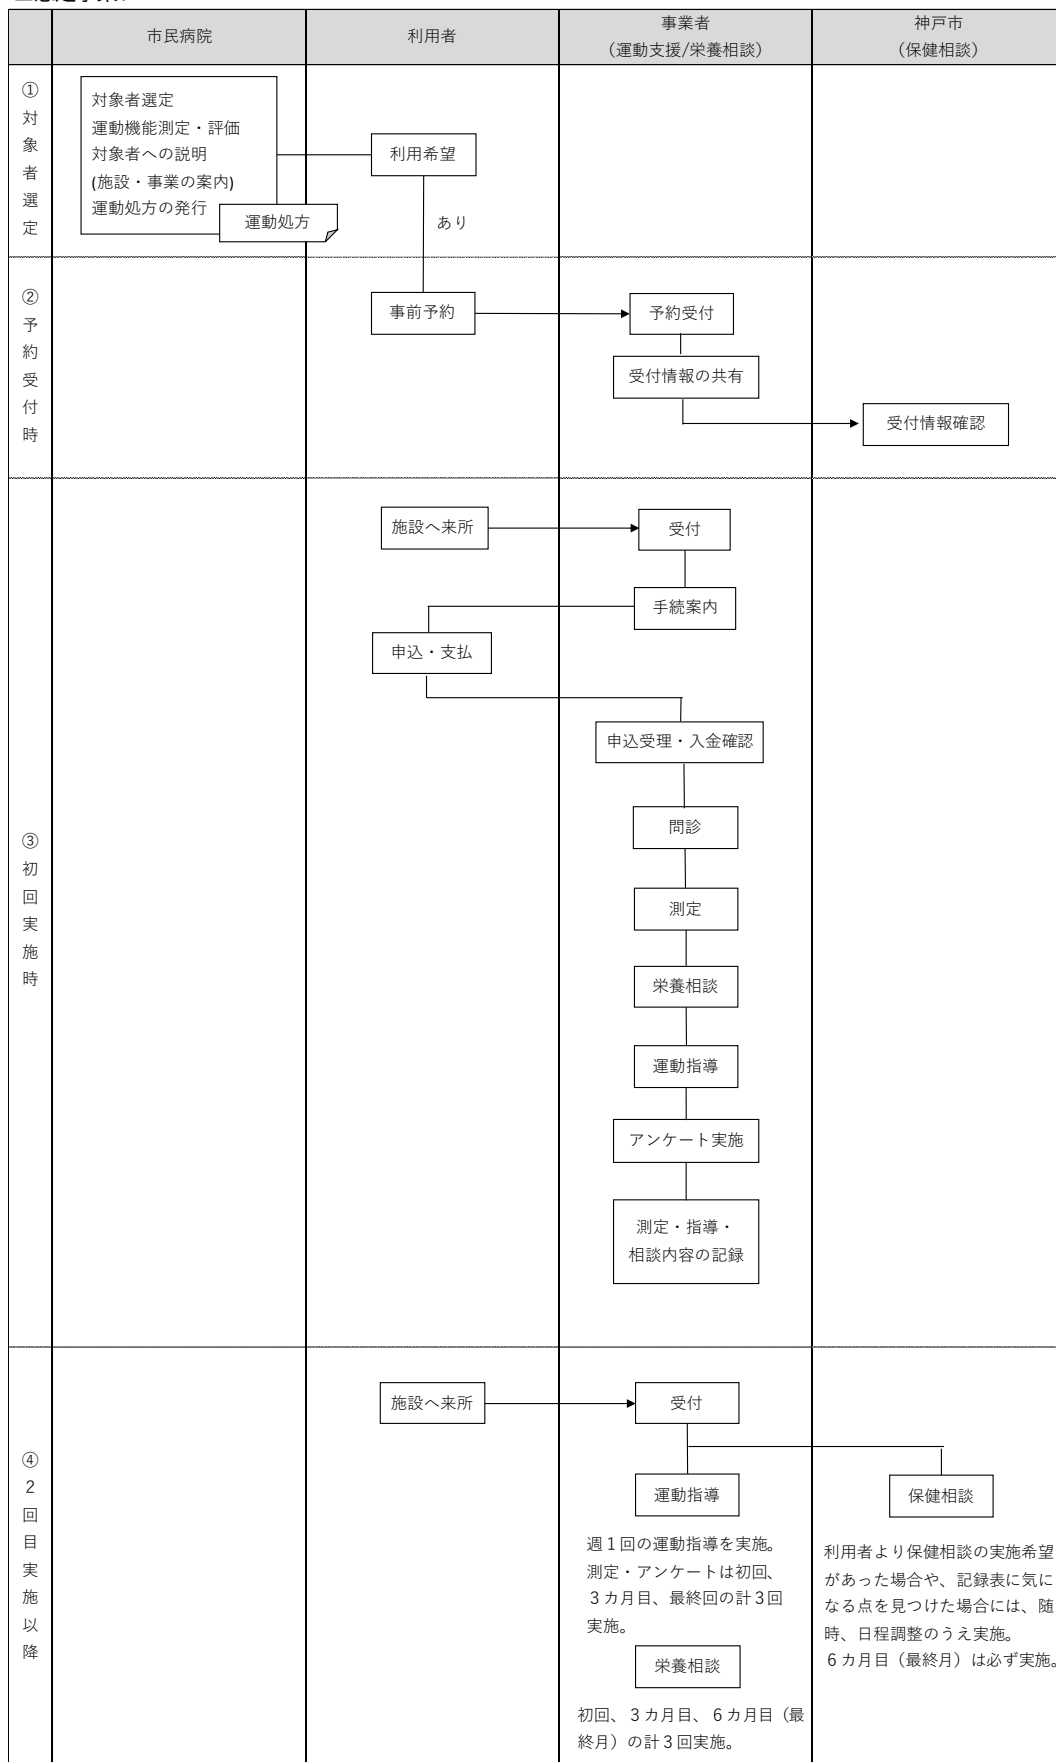 市民病院
利用者
事業者
（運動支援/栄養相談）
神戸市
（保健相談）
①対象者選定
対象者選定
運動機能測定・評価
対象者への説明
(施設・事業の案内)
運動処方の発行
運動処方
利用希望
あり
②予約受付時
事前予約
予約受付
受付情報の共有
受付情報確認
③初回実施時
施設へ来所
受付
手続案内
申込・支払
申込受理・入金確認
問診
測定
栄養相談
運動指導
アンケート実施
測定・指導・
相談内容の記録
④2回目実施以降
施設へ来所
受付
運動指導
保健相談
週１回の運動指導を実施。
測定・アンケートは初回、
３カ月目、最終回の計３回
実施。
栄養相談
初回、３カ月目、６カ月目（最
終月）の計３回実施。
利用者より保健相談の実施希望
があった場合や、記録表に気に
なる点を見つけた場合には、随
時、日程調整のうえ実施。
６カ月目（最終月）は必ず実施。